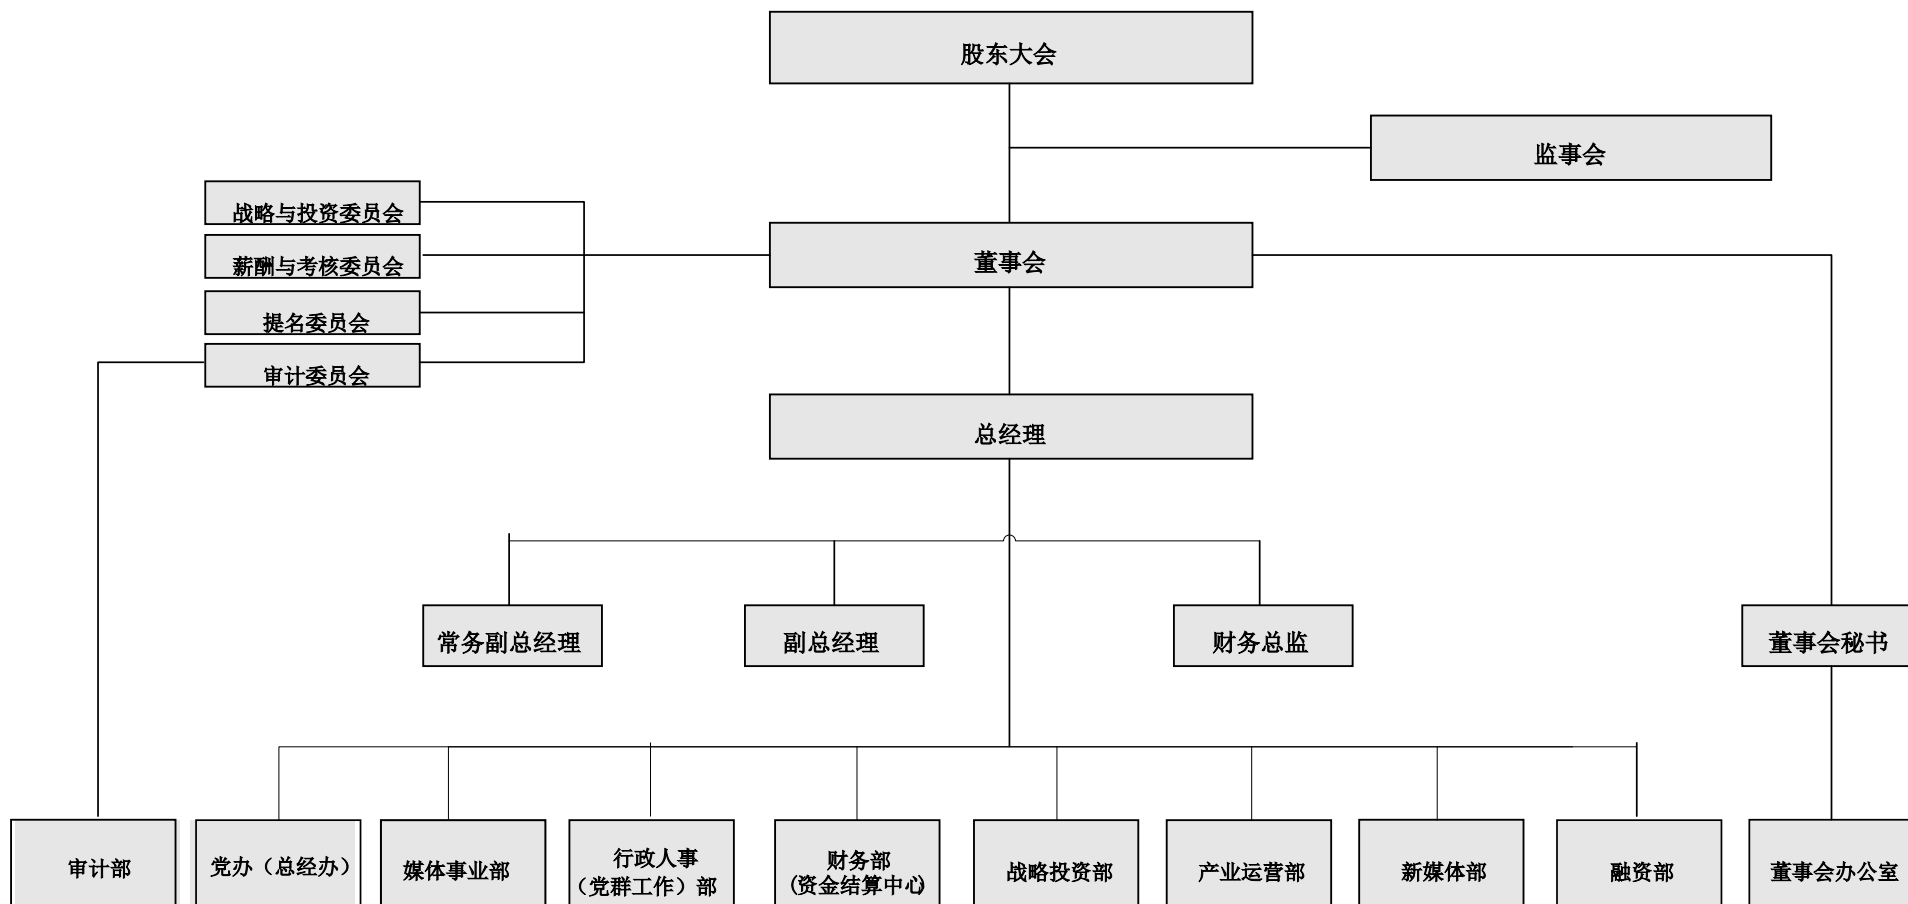 股东大会
监事会
战略与投资委员会
薪酬与考核委员会
提名委员会
审计委员会
董事会
总经理
常务副总经理
副总经理
财务总监
董事会秘书
审计部
党办（总经办）
媒体事业部
行政人事
（党群工作）部
财务部
(资金结算中心)
战略投资部
产业运营部
新媒体部
融资部
董事会办公室